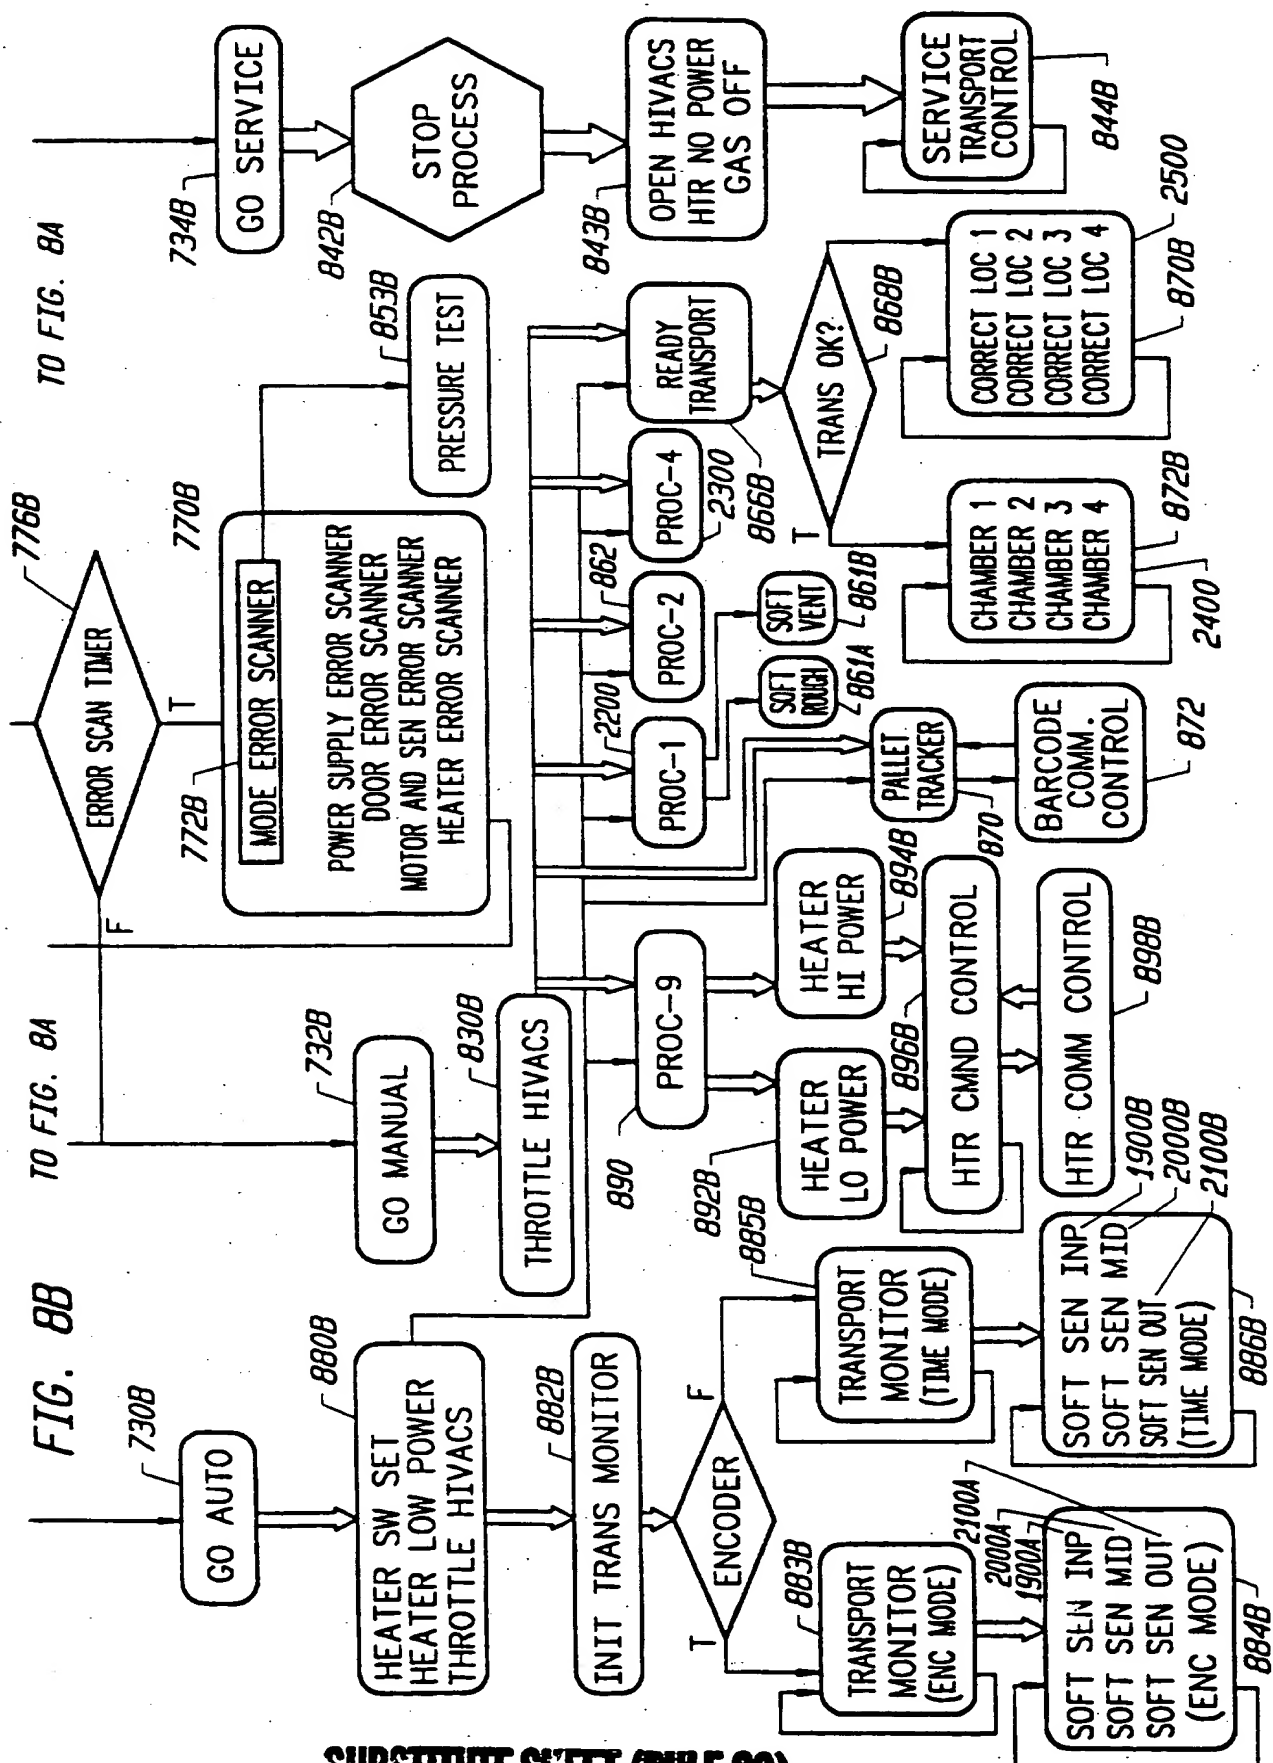 FIG. 8B
TO FIG. 8A
TO FIG. 8A
730B
GO AUTO
880B
HEATER SW SET
HEATER LOW POWER
THROTTLE HIVACS
882B
INIT TRANS MONITOR
ENCODER
T
F
883B
TRANSPORT
MONITOR
(ENC MODE)
885B
TRANSPORT
MONITOR
(TIME MODE)
2100A
2000A
1900A
SOFT SEN INP
SOFT SEN MID
SOFT SEN OUT
(ENC MODE)
884B
SOFT SEN INP
SOFT SEN MID
SOFT SEN OUT
(TIME MODE)
1900B
2000B
2100B
886B
732B
GO MANUAL
830B
THROTTLE HIVACS
776B
ERROR SCAN TIMER
F
T
770B
772B
MODE ERROR SCANNER
POWER SUPPLY ERROR SCANNER
DOOR ERROR SCANNER
MOTOR AND SEN ERROR SCANNER
HEATER ERROR SCANNER
853B
PRESSURE TEST
890
PROC-9
892B
HEATER
LO POWER
HEATER
HI POWER
894B
896B
HTR CMND CONTROL
HTR COMM CONTROL
898B
2200
PROC-1
862
PROC-2
PROC-4
2300
SOFT
ROUGH
861A
SOFT
VENT
861B
PALLET
TRACKER
870
BARCODE
COMM.
CONTROL
872
READY
TRANSPORT
866B
TRANS OK?
868B
T
CHAMBER 1
CHAMBER 2
CHAMBER 3
CHAMBER 4
872B
2400
CORRECT LOC 1
CORRECT LOC 2
CORRECT LOC 3
CORRECT LOC 4
2500
870B
734B
GO SERVICE
842B
STOP
PROCESS
843B
OPEN HIVACS
HTR NO POWER
GAS OFF
SERVICE
TRANSPORT
CONTROL
844B